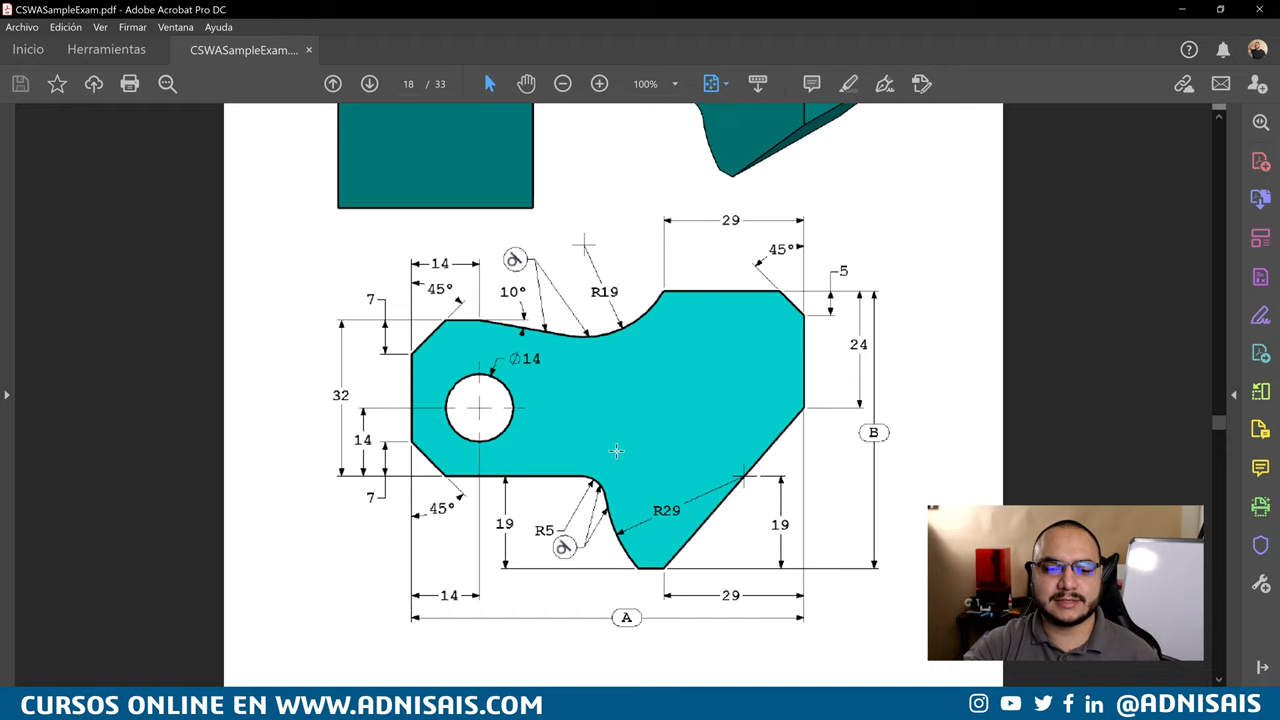 CSWASampleExam.pdf - Adobe Acrobat Pro DC
Archivo Edición Ver Firmar Ventana Ayuda
Inicio Herramientas CSWASampleExam.... ×
18 / 33 100%
29
45°
14
5
45°
10°
R19
7
Ø14
24
32
14
B
7
45°
19
R5
R29
19
14
29
A
CURSOS ONLINE EN WWW.ADNISAIS.COM @ADNISAIS